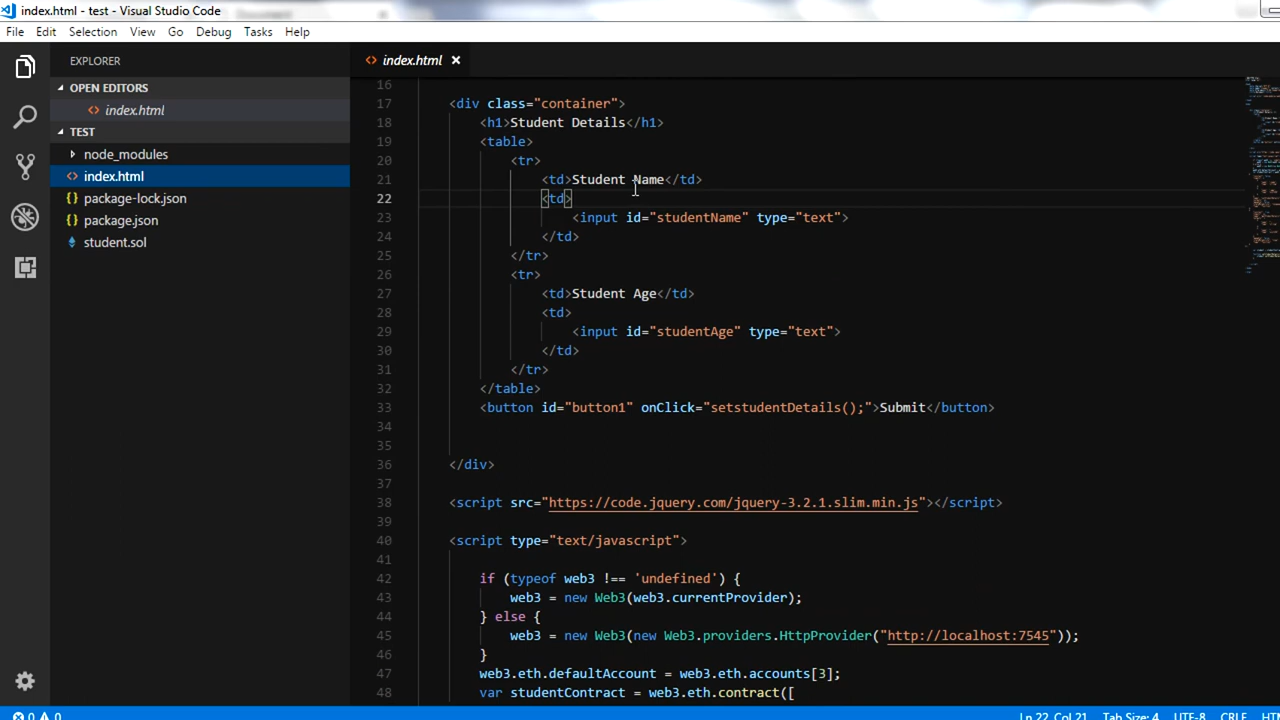 index.html - test - Visual Studio Code
File Edit Selection View Go Debug Tasks Help
EXPLORER
OPEN EDITORS
<> index.html
TEST
node_modules
<> index.html
{} package-lock.json
{} package.json
student.sol
<> index.html ×
16
17 <div class="container">
18 <h1>Student Details</h1>
19 <table>
20 <tr>
21 <td>Student Name</td>
22 <td>
23 <input id="studentName" type="text">
24 </td>
25 </tr>
26 <tr>
27 <td>Student Age</td>
28 <td>
29 <input id="studentAge" type="text">
30 </td>
31 </tr>
32 </table>
33 <button id="button1" onClick="setstudentDetails();">Submit</button>
34
35
36 </div>
37
38 <script src="https://code.jquery.com/jquery-3.2.1.slim.min.js"></script>
39
40 <script type="text/javascript">
41
42 if (typeof web3 !== 'undefined') {
43 web3 = new Web3(web3.currentProvider);
44 } else {
45 web3 = new Web3(new Web3.providers.HttpProvider("http://localhost:7545"));
46 }
47 web3.eth.defaultAccount = web3.eth.accounts[3];
48 var studentContract = web3.eth.contract([
0 0 Ln 22, Col 21 Tab Size: 4 UTF-8 CRLF